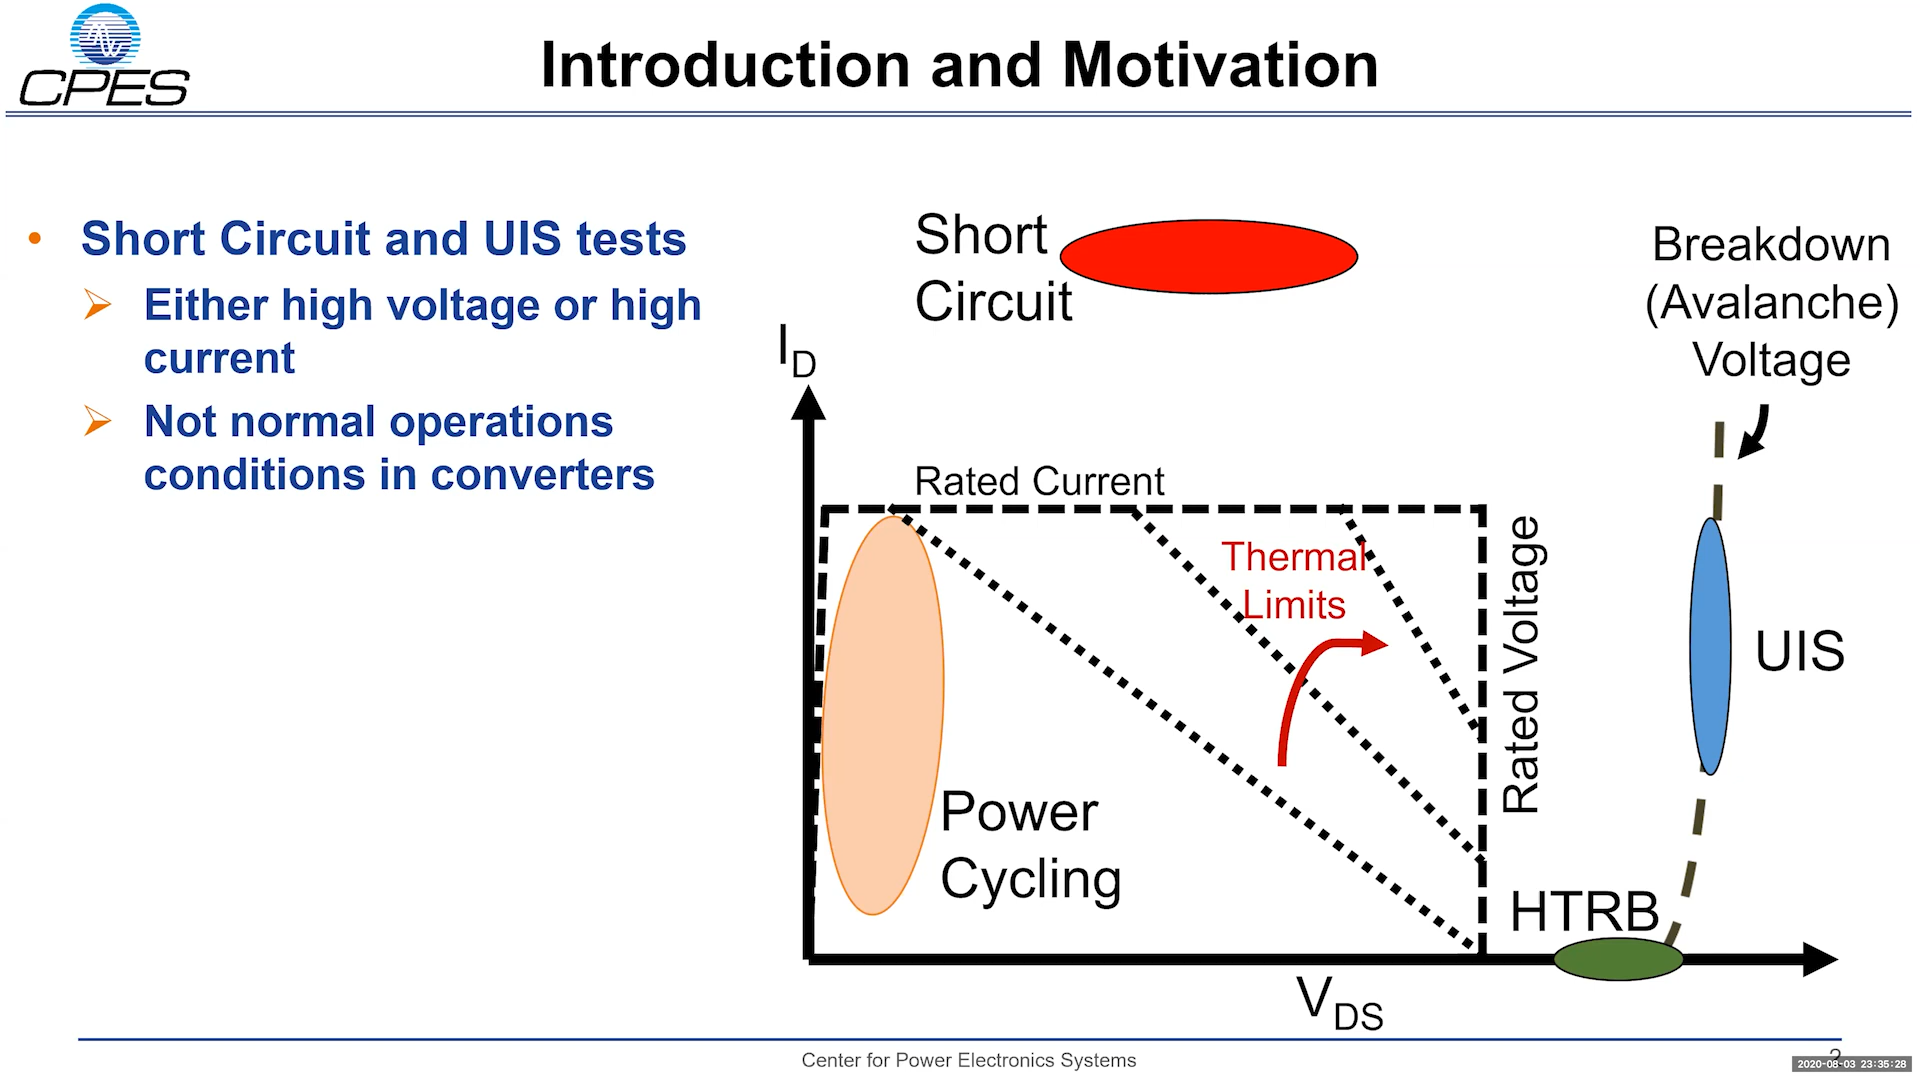 CPES
Introduction and Motivation
• Short Circuit and UIS tests
➢ Either high voltage or high
current
➢ Not normal operations
conditions in converters
Short
Circuit
Breakdown
(Avalanche)
Voltage
I_D
Rated Current
Thermal
Limits
Rated Voltage
UIS
Power
Cycling
HTRB
V_DS
Center for Power Electronics Systems
2
2020-08-03 23:35:28